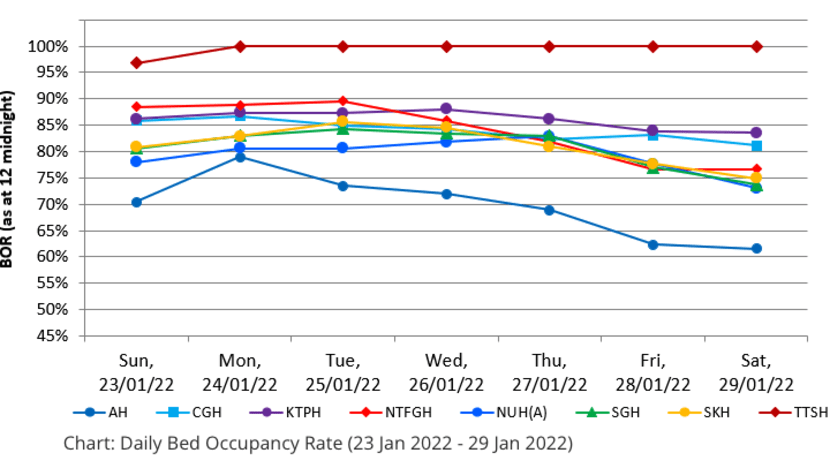 BOR (as at 12 midnight)
100%
95%
90%
85%
80%
75%
70%
65%
60%
55%
50%
45%
Sun, Mon, Tue, Wed, Thu, Fri, Sat,
23/01/22 24/01/22 25/01/22 26/01/22 27/01/22 28/01/22 29/01/22
AH CGH KTPH NTFGH NUH(A) SGH SKH TTSH
Chart: Daily Bed Occupancy Rate (23 Jan 2022 - 29 Jan 2022)